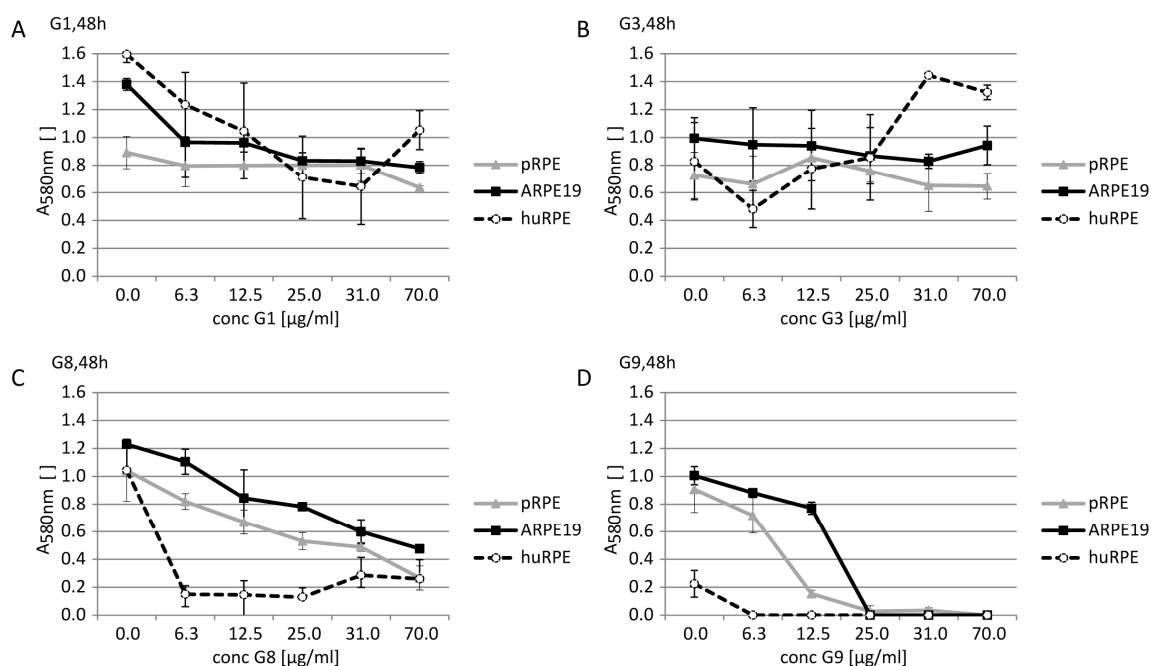 A
G1,48h
1.6
1.4
1.2
1.0
0.8
0.6
0.4
0.2
0.0
A580nm [ ]
0.0 6.3 12.5 25.0 31.0 70.0
conc G1 [µg/ml]
pRPE
ARPE19
huRPE
B
G3,48h
1.6
1.4
1.2
1.0
0.8
0.6
0.4
0.2
0.0
A580nm [ ]
0.0 6.3 12.5 25.0 31.0 70.0
conc G3 [µg/ml]
pRPE
ARPE19
huRPE
C
G8,48h
1.6
1.4
1.2
1.0
0.8
0.6
0.4
0.2
0.0
A580nm [ ]
0.0 6.3 12.5 25.0 31.0 70.0
conc G8 [µg/ml]
pRPE
ARPE19
huRPE
D
G9,48h
1.6
1.4
1.2
1.0
0.8
0.6
0.4
0.2
0.0
A580nm [ ]
0.0 6.3 12.5 25.0 31.0 70.0
conc G9 [µg/ml]
pRPE
ARPE19
huRPE